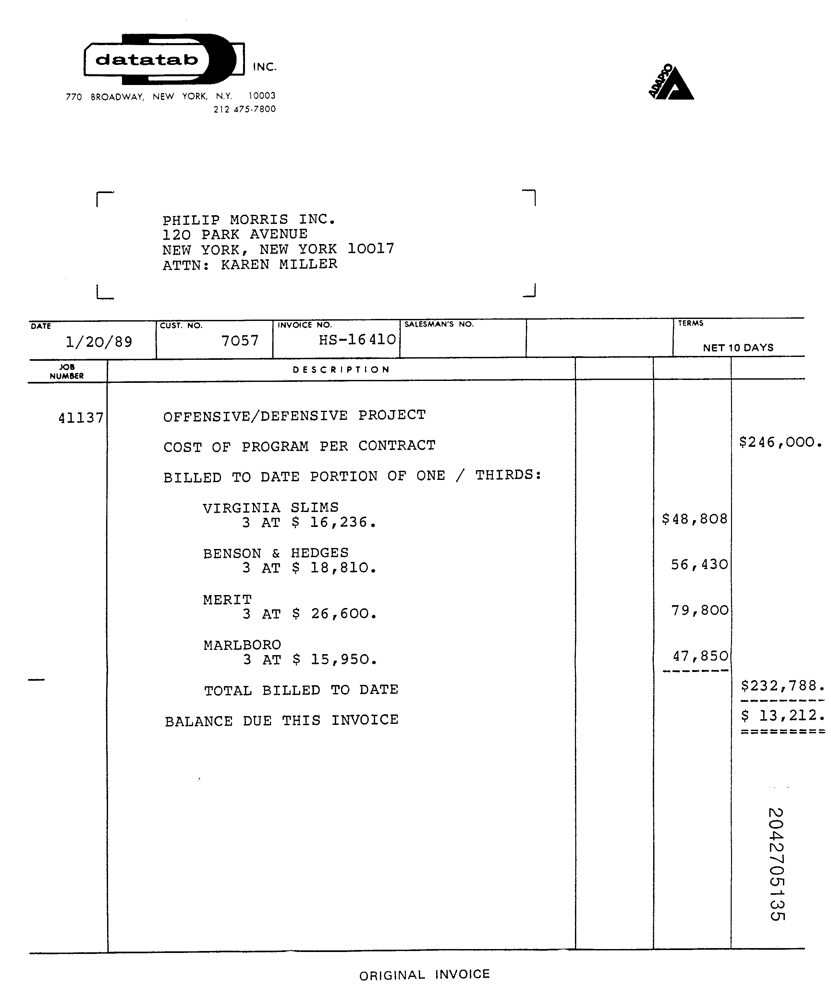 datatab INC.
770 BROADWAY, NEW YORK, N.Y. 10003
212 475-7800
ADAPSO
PHILIP MORRIS INC.
120 PARK AVENUE
NEW YORK, NEW YORK 10017
ATTN: KAREN MILLER
DATE CUST. NO. INVOICE NO. SALESMAN'S NO. TERMS
1/20/89 7057 HS-16410 NET 10 DAYS
JOB NUMBER DESCRIPTION
41137 OFFENSIVE/DEFENSIVE PROJECT
COST OF PROGRAM PER CONTRACT $246,000.
BILLED TO DATE PORTION OF ONE / THIRDS:
VIRGINIA SLIMS
3 AT $ 16,236. $48,808
BENSON & HEDGES
3 AT $ 18,810. 56,430
MERIT
3 AT $ 26,600. 79,800
MARLBORO
3 AT $ 15,950. 47,850
TOTAL BILLED TO DATE $232,788.
BALANCE DUE THIS INVOICE $ 13,212.
2042705135
ORIGINAL INVOICE